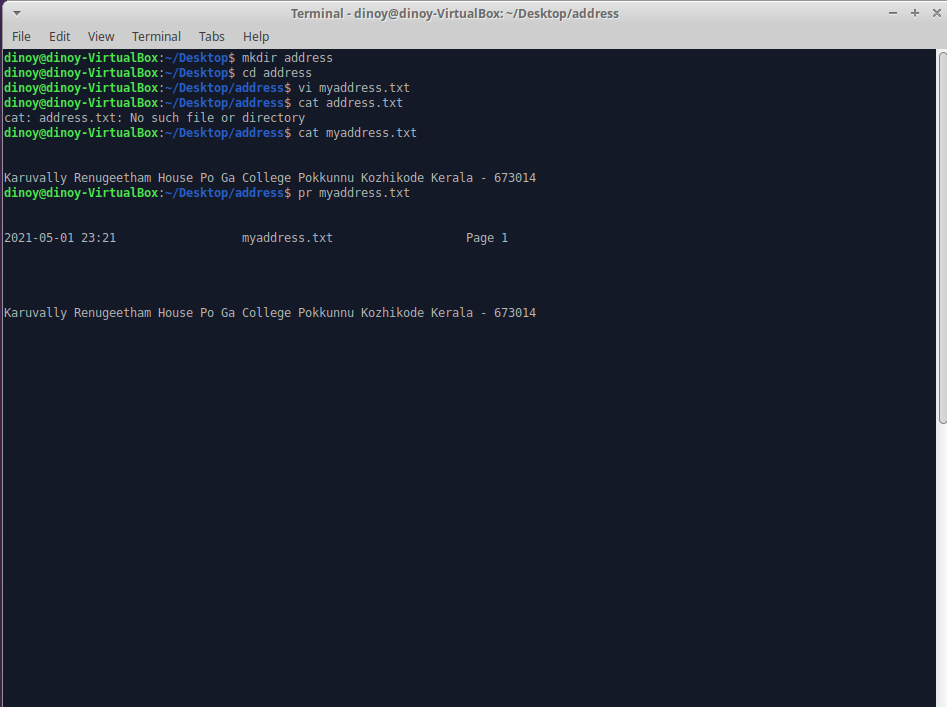 Terminal - dinoy@dinoy-VirtualBox: ~/Desktop/address
File Edit View Terminal Tabs Help
dinoy@dinoy-VirtualBox:~/Desktop$ mkdir address
dinoy@dinoy-VirtualBox:~/Desktop$ cd address
dinoy@dinoy-VirtualBox:~/Desktop/address$ vi myaddress.txt
dinoy@dinoy-VirtualBox:~/Desktop/address$ cat address.txt
cat: address.txt: No such file or directory
dinoy@dinoy-VirtualBox:~/Desktop/address$ cat myaddress.txt
Karuvally Renugeetham House Po Ga College Pokkunnu Kozhikode Kerala - 673014
dinoy@dinoy-VirtualBox:~/Desktop/address$ pr myaddress.txt
2021-05-01 23:21 myaddress.txt Page 1
Karuvally Renugeetham House Po Ga College Pokkunnu Kozhikode Kerala - 673014